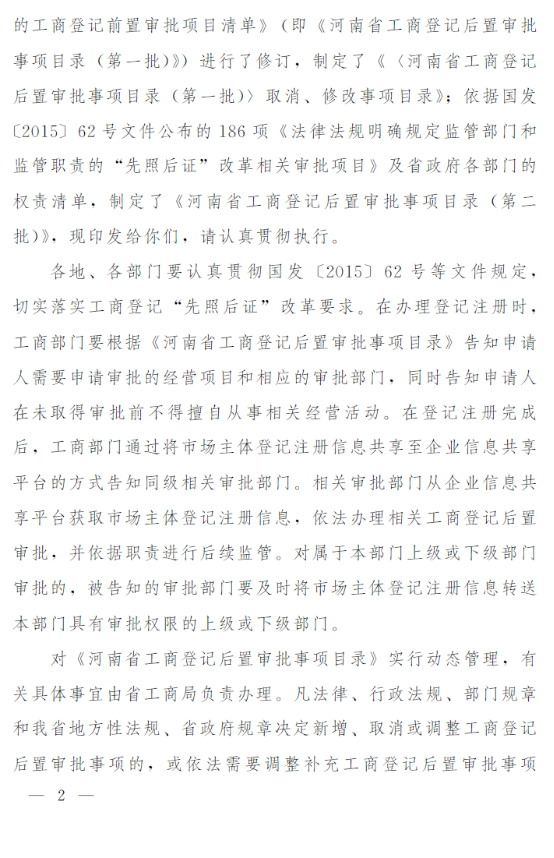 的工商登记前置审批项目清单》（即《河南省工商登记后置审批
事项目录（第一批）》）进行了修订，制定了《〈河南省工商登记
后置审批事项目录（第一批）〉取消、修改事项目录》；依据国发
〔2015〕62号文件公布的186项《法律法规明确规定监管部门和
监管职责的“先照后证”改革相关审批项目》及省政府各部门的
权责清单，制定了《河南省工商登记后置审批事项目录（第二
批）》，现印发给你们，请认真贯彻执行。
各地、各部门要认真贯彻国发〔2015〕62号等文件规定，
切实落实工商登记“先照后证”改革要求。在办理登记注册时，
工商部门要根据《河南省工商登记后置审批事项目录》告知申请
人需要申请审批的经营项目和相应的审批部门，同时告知申请人
在未取得审批前不得擅自从事相关经营活动。在登记注册完成
后，工商部门通过将市场主体登记注册信息共享至企业信息共享
平台的方式告知同级相关审批部门。相关审批部门从企业信息共
享平台获取市场主体登记注册信息，依法办理相关工商登记后置
审批，并依据职责进行后续监管。对属于本部门上级或下级部门
审批的，被告知的审批部门要及时将市场主体登记注册信息转送
本部门具有审批权限的上级或下级部门。
对《河南省工商登记后置审批事项目录》实行动态管理，有
关具体事宜由省工商局负责办理。凡法律、行政法规、部门规章
和我省地方性法规、省政府规章决定新增、取消或调整工商登记
后置审批事项的，或依法需要调整补充工商登记后置审批事项
— 2 —